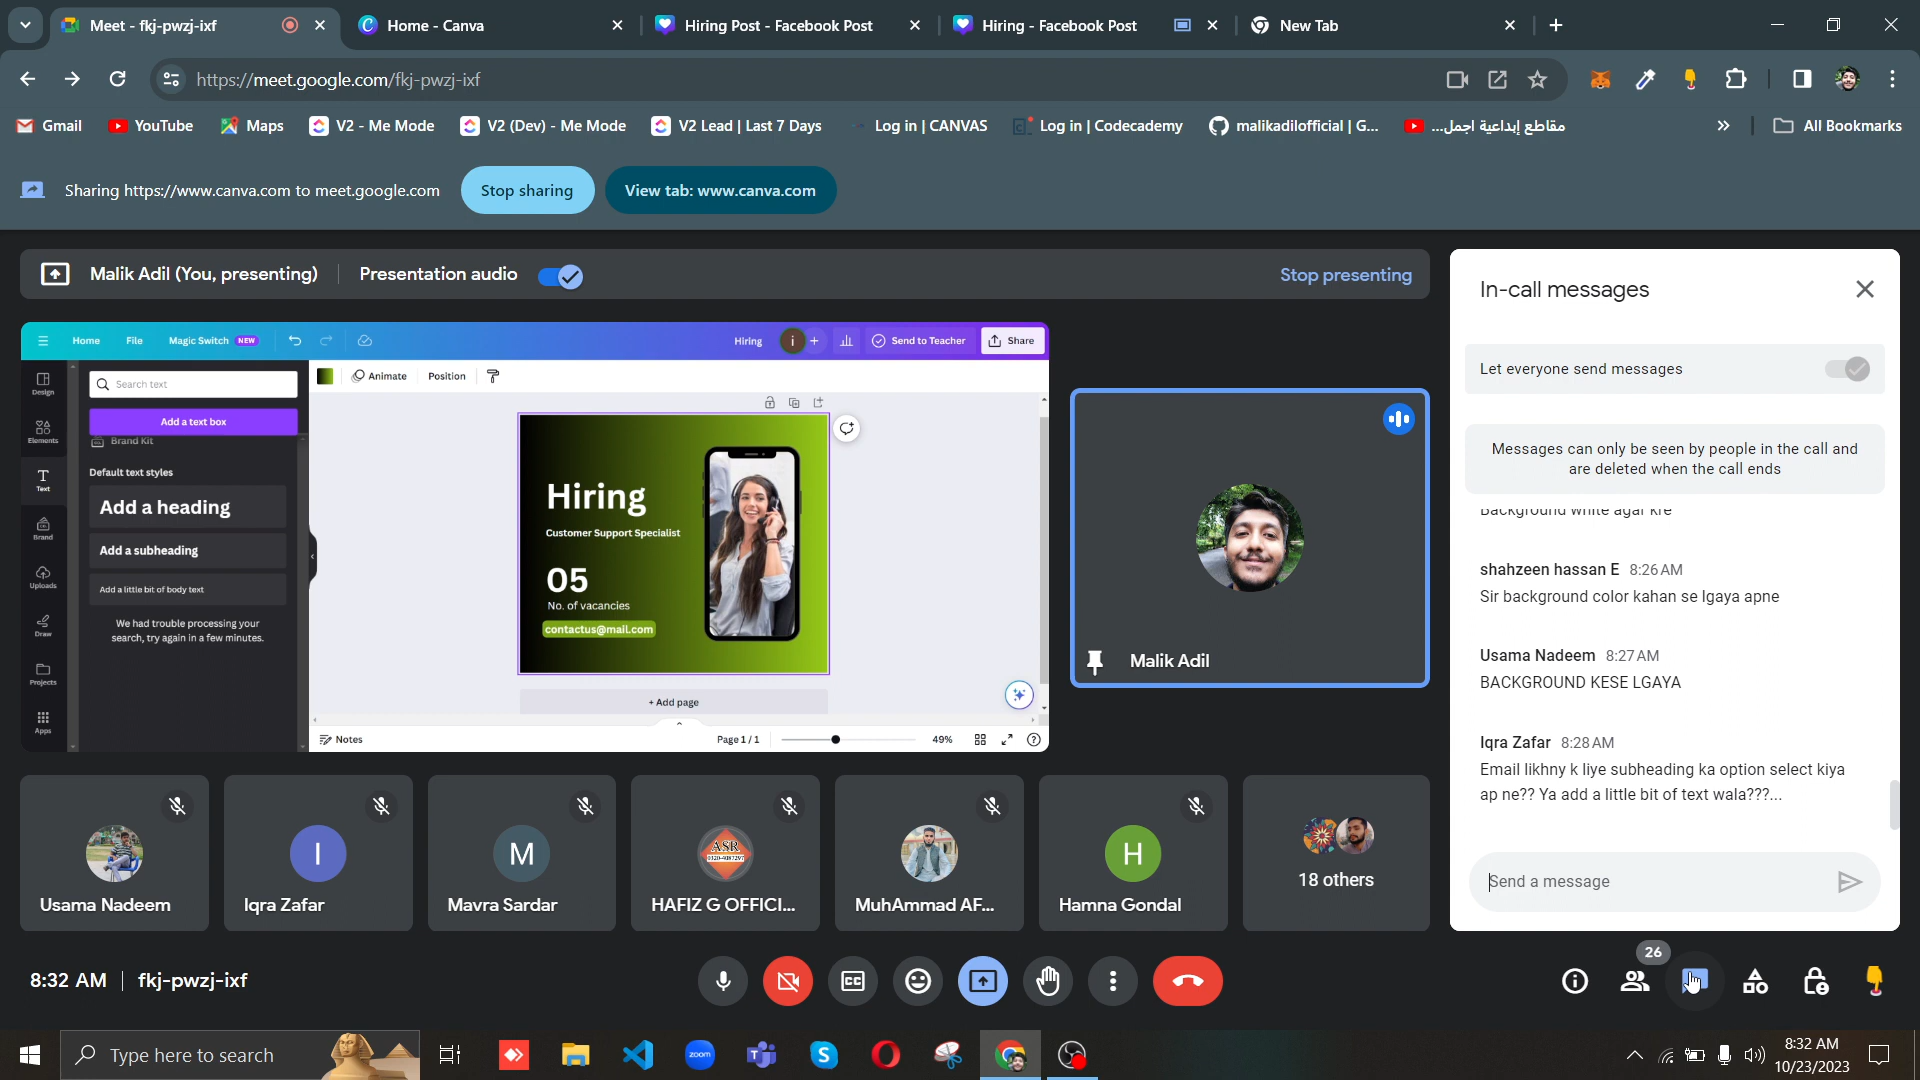 Meet - fkj-pwzj-ixf
Home - Canva
Hiring Post - Facebook Post
Hiring - Facebook Post
New Tab
https://meet.google.com/fkj-pwzj-ixf
Gmail
YouTube
Maps
V2 - Me Mode
V2 (Dev) - Me Mode
V2 Lead | Last 7 Days
Log in | CANVAS
Log in | Codecademy
malikadilofficial | G...
مقاطع إبداعية اجمل...
All Bookmarks
Sharing https://www.canva.com to meet.google.com
Stop sharing
View tab: www.canva.com
Malik Adil (You, presenting)
Presentation audio
Stop presenting
Home
File
Magic Switch
NEW
Hiring
i
Send to Teacher
Share
Design
Elements
Text
Brand
Uploads
Draw
Projects
Apps
Search text
Add a text box
Brand Kit
Default text styles
Add a heading
Add a subheading
Add a little bit of body text
We had trouble processing your
search, try again in a few minutes.
Animate
Position
Hiring
Customer Support Specialist
05
No. of vacancies
contactus@mail.com
+ Add page
Notes
Page 1 / 1
49%
Malik Adil
In-call messages
Let everyone send messages
Messages can only be seen by people in the call and
are deleted when the call ends
Background white agar kre
shahzeen hassan E 8:26 AM
Sir background color kahan se lgaya apne
Usama Nadeem 8:27 AM
BACKGROUND KESE LGAYA
Iqra Zafar 8:28 AM
Email likhny k liye subheading ka option select kiya
ap ne?? Ya add a little bit of text wala???...
Send a message
Usama Nadeem
I
Iqra Zafar
M
Mavra Sardar
ASR
0320-4087297
HAFIZ G OFFICI...
MuhAmmad AF...
H
Hamna Gondal
18 others
8:32 AM
fkj-pwzj-ixf
26
Type here to search
zoom
8:32 AM
10/23/2023